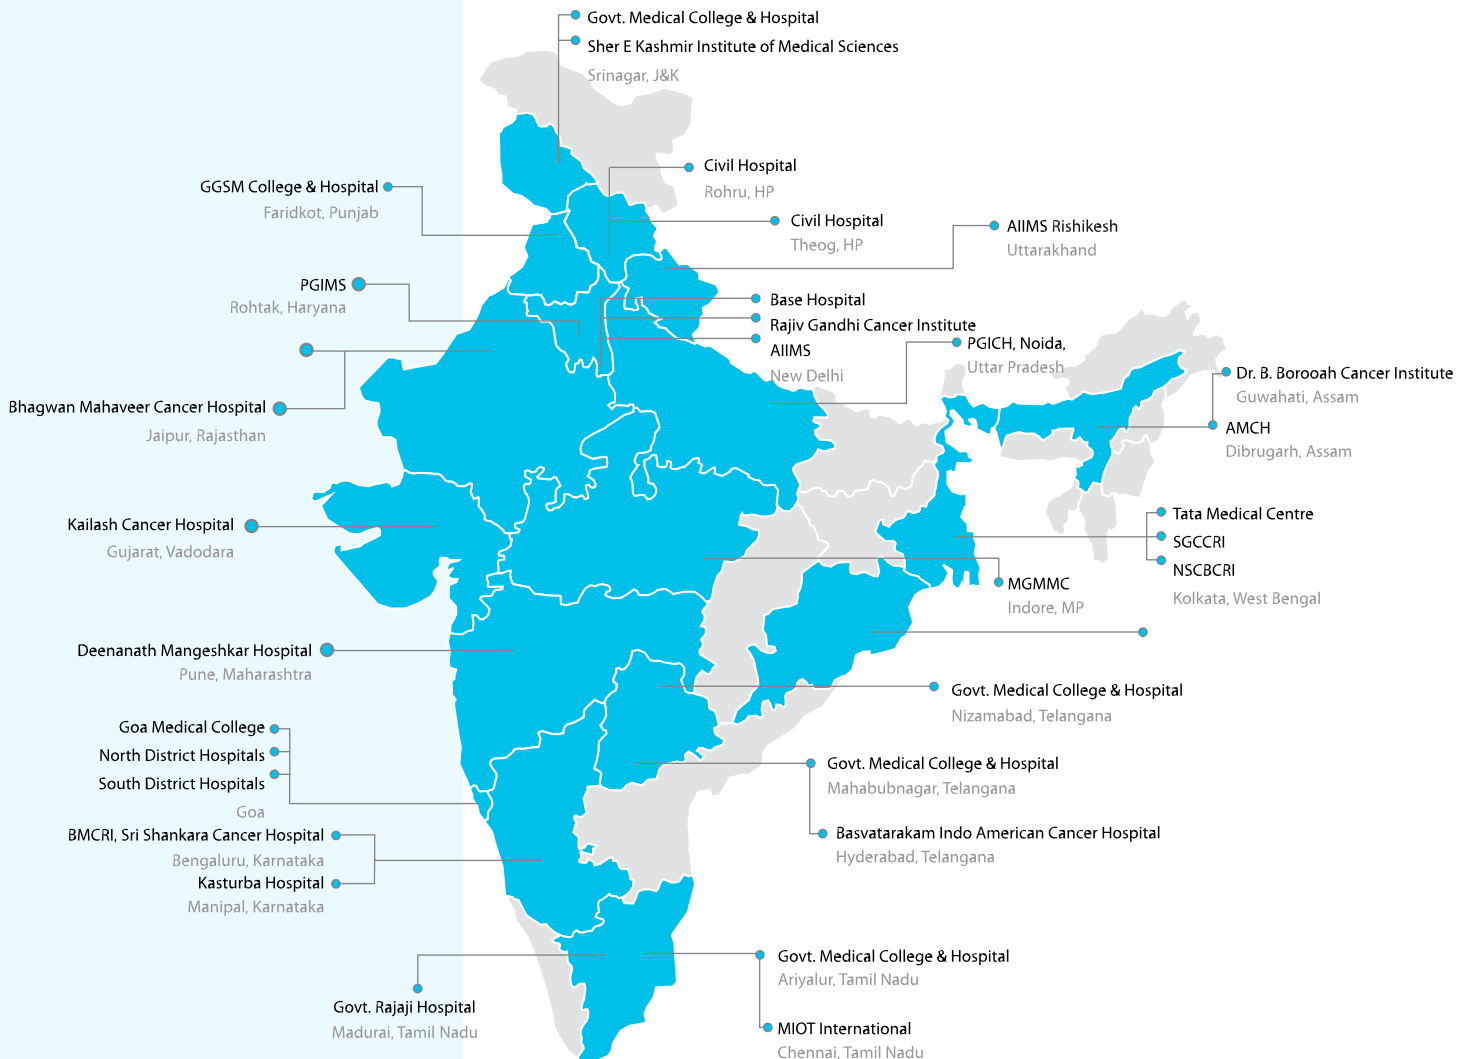 Govt. Medical College & Hospital
Sher E Kashmir Institute of Medical Sciences
Srinagar, J&K
Civil Hospital
Rohru, HP
GGSM College & Hospital
Faridkot, Punjab
Civil Hospital
Theog, HP
AIIMS Rishikesh
Uttarakhand
PGIMS
Rohtak, Haryana
Base Hospital
Rajiv Gandhi Cancer Institute
AIIMS
New Delhi
PGICH, Noida,
Uttar Pradesh
Dr. B. Borooah Cancer Institute
Guwahati, Assam
AMCH
Dibrugarh, Assam
Bhagwan Mahaveer Cancer Hospital
Jaipur, Rajasthan
Kailash Cancer Hospital
Gujarat, Vadodara
Tata Medical Centre
SGCCRI
NSCBCRI
Kolkata, West Bengal
MGMMC
Indore, MP
Deenanath Mangeshkar Hospital
Pune, Maharashtra
Govt. Medical College & Hospital
Nizamabad, Telangana
Goa Medical College
North District Hospitals
South District Hospitals
Goa
Govt. Medical College & Hospital
Mahabubnagar, Telangana
BMCRI, Sri Shankara Cancer Hospital
Bengaluru, Karnataka
Kasturba Hospital
Manipal, Karnataka
Basvatarakam Indo American Cancer Hospital
Hyderabad, Telangana
Govt. Medical College & Hospital
Ariyalur, Tamil Nadu
Govt. Rajaji Hospital
Madurai, Tamil Nadu
MIOT International
Chennai, Tamil Nadu